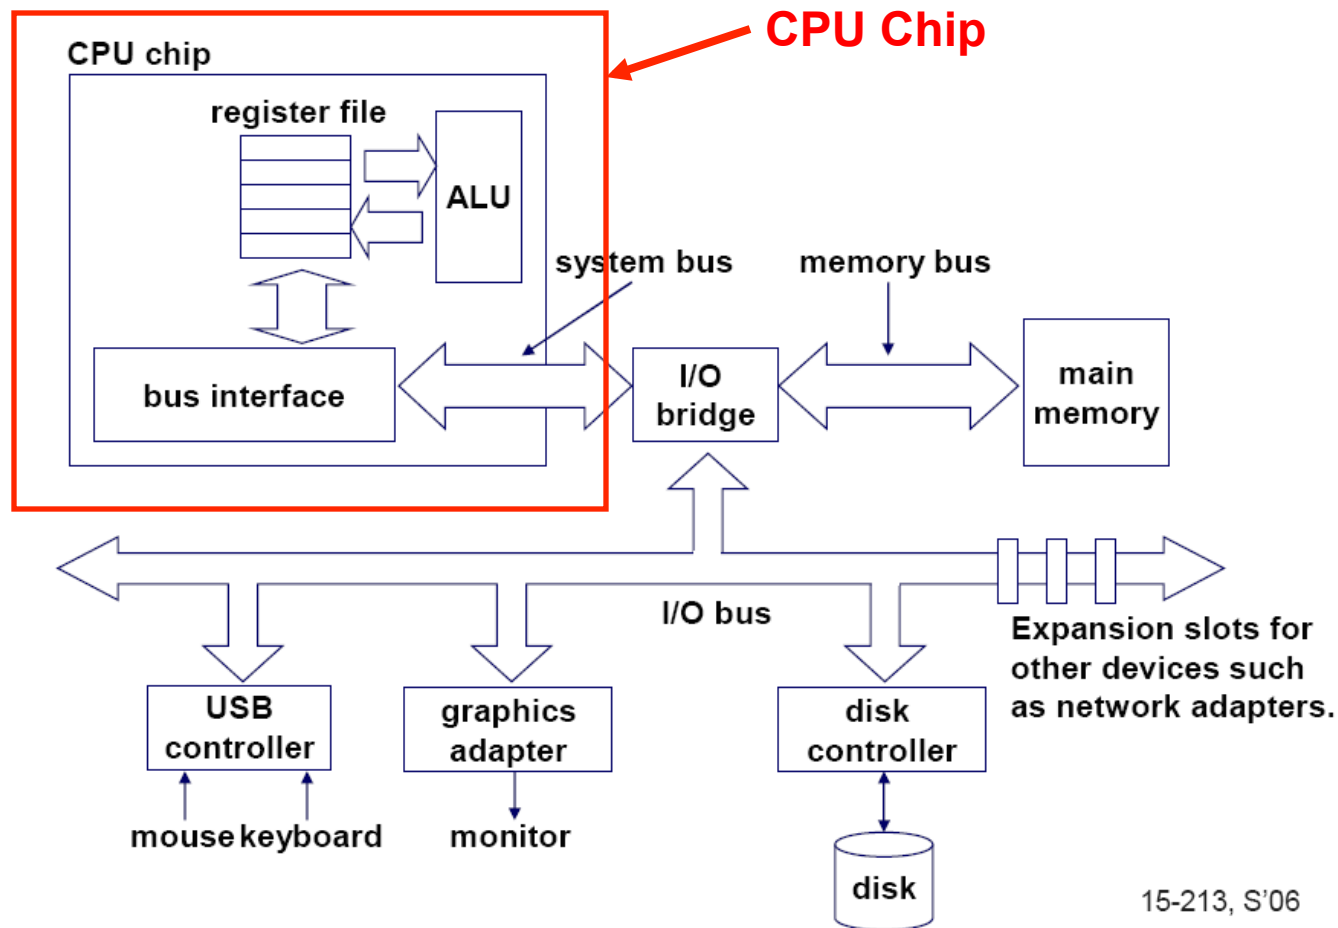 CPU Chip
CPU chip
register file
ALU
system bus
memory bus
bus interface
I/O
bridge
main
memory
I/O bus
Expansion slots for
other devices such
as network adapters.
USB
controller
graphics
adapter
disk
controller
mouse
keyboard
monitor
disk
15-213, S’06